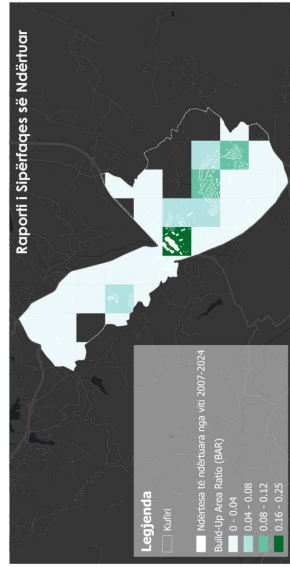 Raporti i Sipërfaqes së Ndërtuar
Legjenda
Kufiri
Ndërtesa të ndërtuara nga viti 2007-2024
Build-Up Area Ratio (BAR)
0 - 0.04
0.04 - 0.08
0.08 - 0.12
0.16 - 0.25